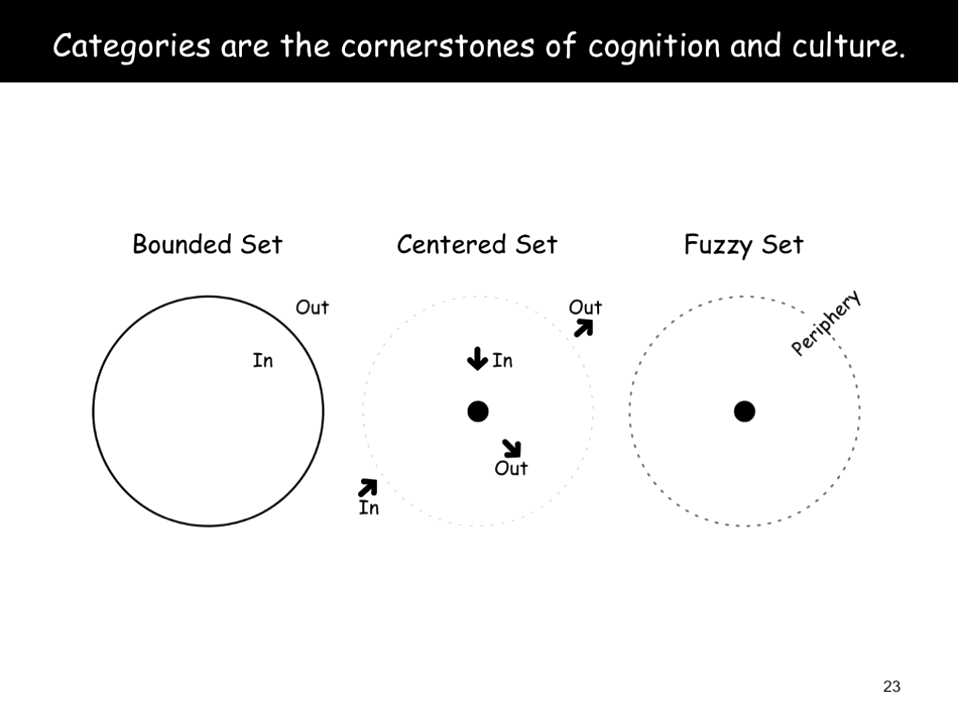 Categories are the cornerstones of cognition and culture.
Bounded Set
Out
In
Centered Set
Out
In
Out
In
Fuzzy Set
Periphery
23